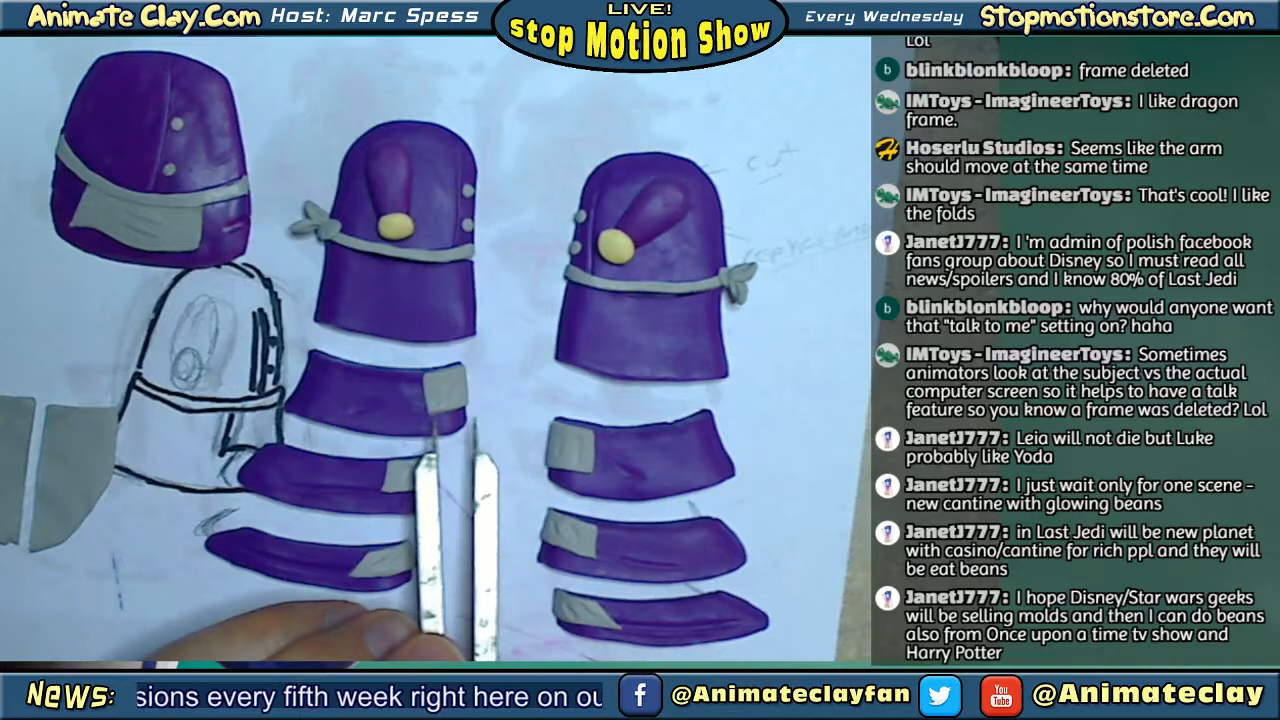 Animate Clay.Com Host: Marc Spess
LIVE!
Stop Motion Show
Every Wednesday Stopmotionstore.Com
cut
Lol
b blinkblonkbloop: frame deleted
IMToys - ImagineerToys: I like dragon
frame.
Hoserlu Studios: Seems like the arm
should move at the same time
IMToys - ImagineerToys: That's cool! I like
the folds
JanetJ777: I 'm admin of polish facebook
fans group about Disney so I must read all
news/spoilers and I know 80% of Last Jedi
b blinkblonkbloop: why would anyone want
that "talk to me" setting on? haha
IMToys - ImagineerToys: Sometimes
animators look at the subject vs the actual
computer screen so it helps to have a talk
feature so you know a frame was deleted? Lol
JanetJ777: Leia will not die but Luke
probably like Yoda
JanetJ777: I just wait only for one scene -
new cantine with glowing beans
JanetJ777: in Last Jedi will be new planet
with casino/cantine for rich ppl and they will
be eat beans
JanetJ777: I hope Disney/Star wars geeks
will be selling molds and then I can do beans
also from Once upon a time tv show and
Harry Potter
News: sions every fifth week right here on ou
f @Animateclayfan You Tube @Animateclay